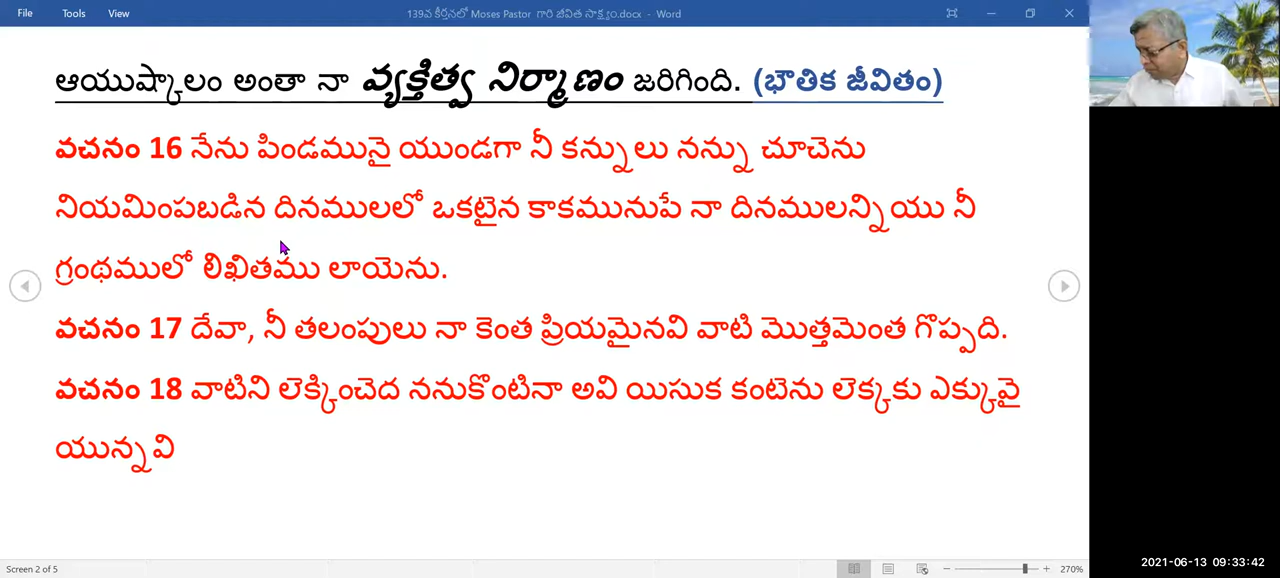 File Tools View 139వ కీర్తనలో Moses Pastor గారి జీవిత సాక్ష్యం.docx - Word
ఆయుష్కాలం అంతా నా వ్యక్తిత్వ నిర్మాణం జరిగింది. (భౌతిక జీవితం)
వచనం 16 నేను పిండమునై యుండగా నీ కన్నులు నన్ను చూచెను
నియమింపబడిన దినములలో ఒకటైన కాకమునుపే నా దినములన్నియు నీ
గ్రంథములో లిఖితము లాయెను.
వచనం 17 దేవా, నీ తలంపులు నా కెంత ప్రియమైనవి వాటి మొత్తమెంత గొప్పది.
వచనం 18 వాటిని లెక్కించెద ననుకొంటినా అవి యిసుక కంటెను లెక్కకు ఎక్కువై
యున్నవి
Screen 2 of 5 270%
2021-06-13 09:33:42